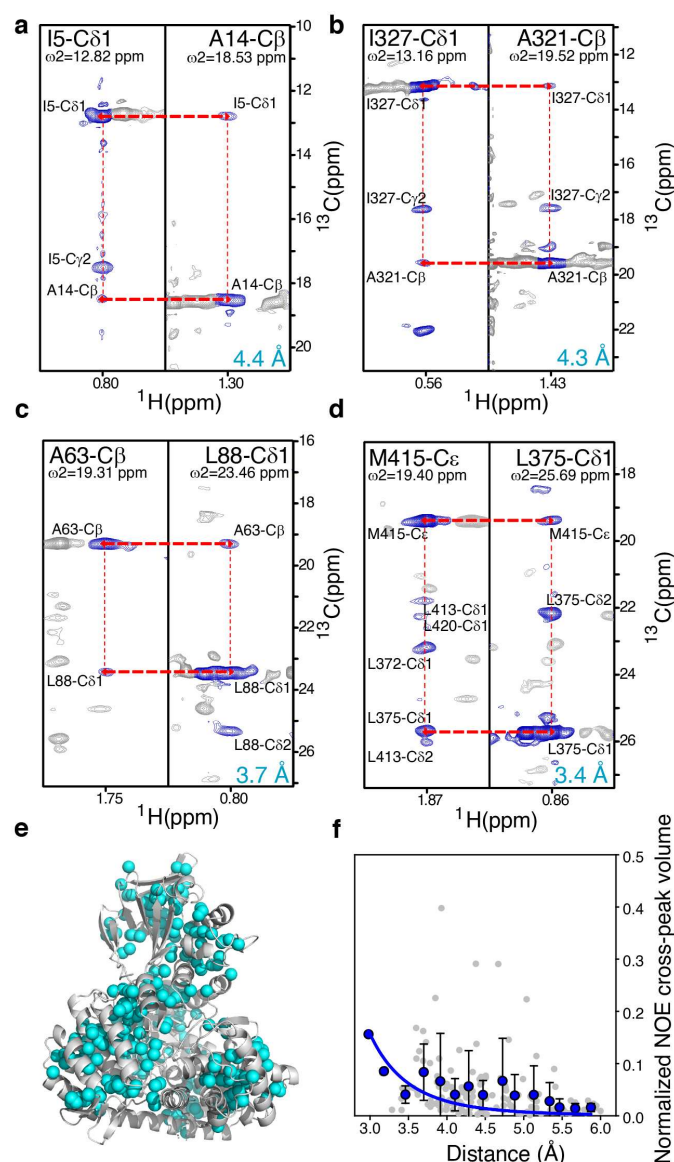 a
I5-Cδ1 A14-Cβ
ω2=12.82 ppm ω2=18.53 ppm
I5-Cδ1 I5-Cδ1
I5-Cγ2
A14-Cβ A14-Cβ
4.4 Å
10
12
14
16
18
20
¹³C(ppm)
0.80 1.30
¹H(ppm)
b
I327-Cδ1 A321-Cβ
ω2=13.16 ppm ω2=19.52 ppm
I327-Cδ1 I327-Cδ1
I327-Cγ2 I327-Cγ2
A321-Cβ A321-Cβ
4.3 Å
12
14
16
18
20
22
¹³C(ppm)
0.56 1.43
¹H(ppm)
c
A63-Cβ L88-Cδ1
ω2=19.31 ppm ω2=23.46 ppm
A63-Cβ A63-Cβ
L88-Cδ1 L88-Cδ1
L88-Cδ2
3.7 Å
16
18
20
22
24
26
¹³C(ppm)
1.75 0.80
¹H(ppm)
d
M415-Cε L375-Cδ1
ω2=19.40 ppm ω2=25.69 ppm
M415-Cε M415-Cε
L413-Cδ1 L375-Cδ2
L420-Cδ1
L372-Cδ1
L375-Cδ1
L413-Cδ2 L375-Cδ1
3.4 Å
18
20
22
24
26
¹³C(ppm)
1.87 0.86
¹H(ppm)
e
f
0.5
0.4
0.3
0.2
0.1
0.0
Normalized NOE cross-peak volume
3.0 3.5 4.0 4.5 5.0 5.5 6.0
Distance (Å)